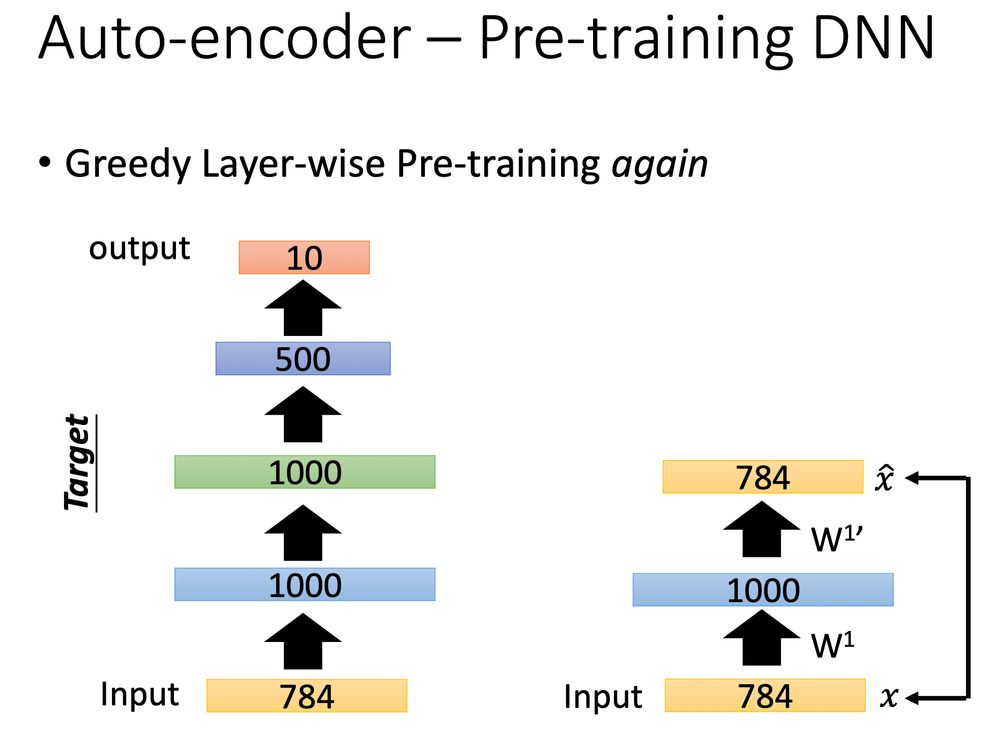 Auto-encoder – Pre-training DNN
• Greedy Layer-wise Pre-training again
output
10
500
Target
1000
1000
Input
784
784
x̂
W¹′
1000
W¹
Input
784
x